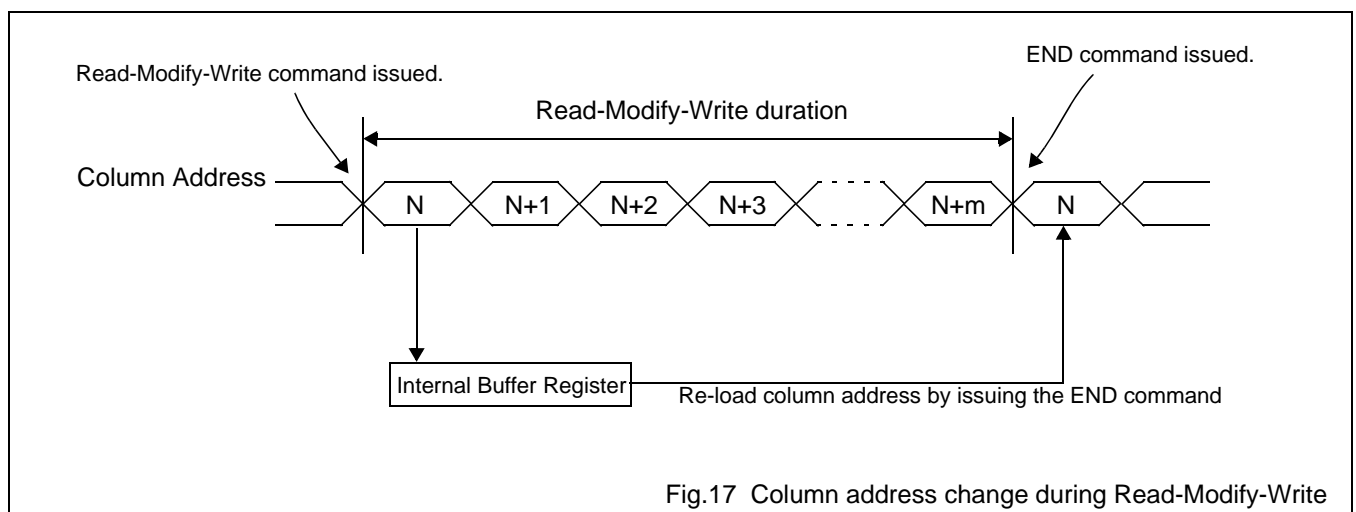 END command issued.
Read-Modify-Write command issued.
Read-Modify-Write duration
Column Address
N N+1 N+2 N+3 N+m N
Internal Buffer Register
Re-load column address by issuing the END command
Fig.17 Column address change during Read-Modify-Write